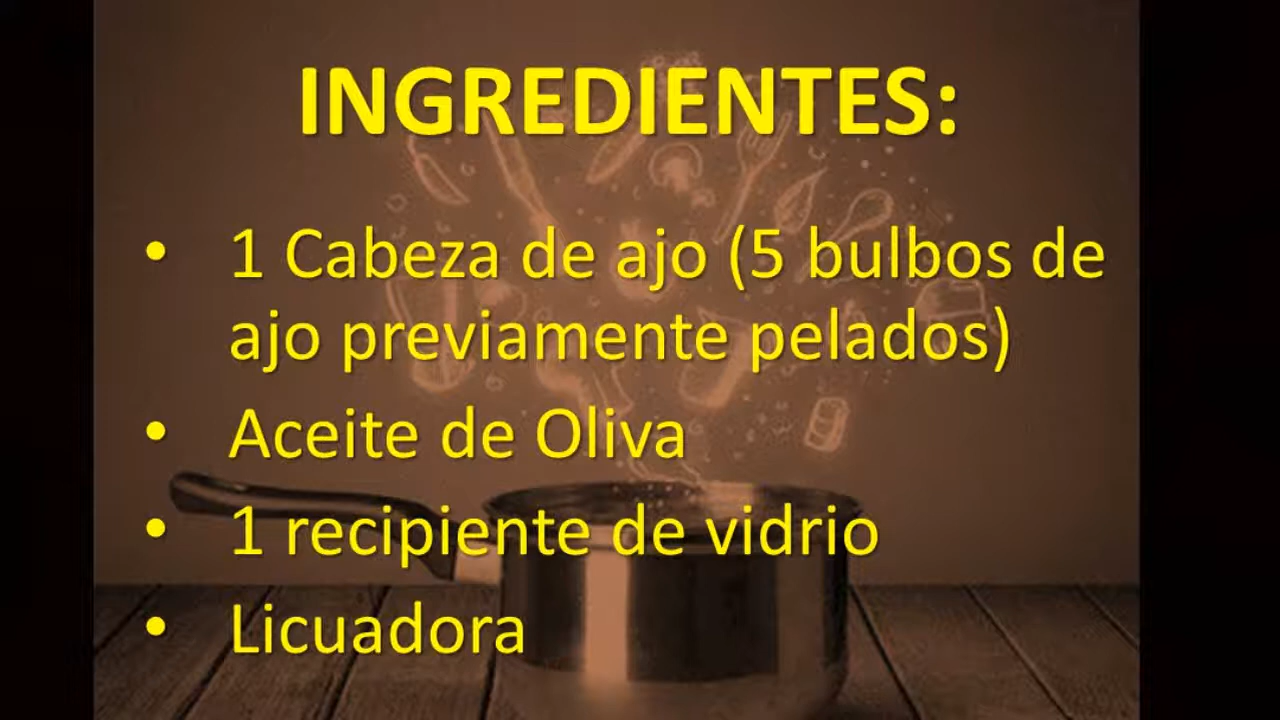 INGREDIENTES:
• 1 Cabeza de ajo (5 bulbos de
ajo previamente pelados)
• Aceite de Oliva
• 1 recipiente de vidrio
• Licuadora